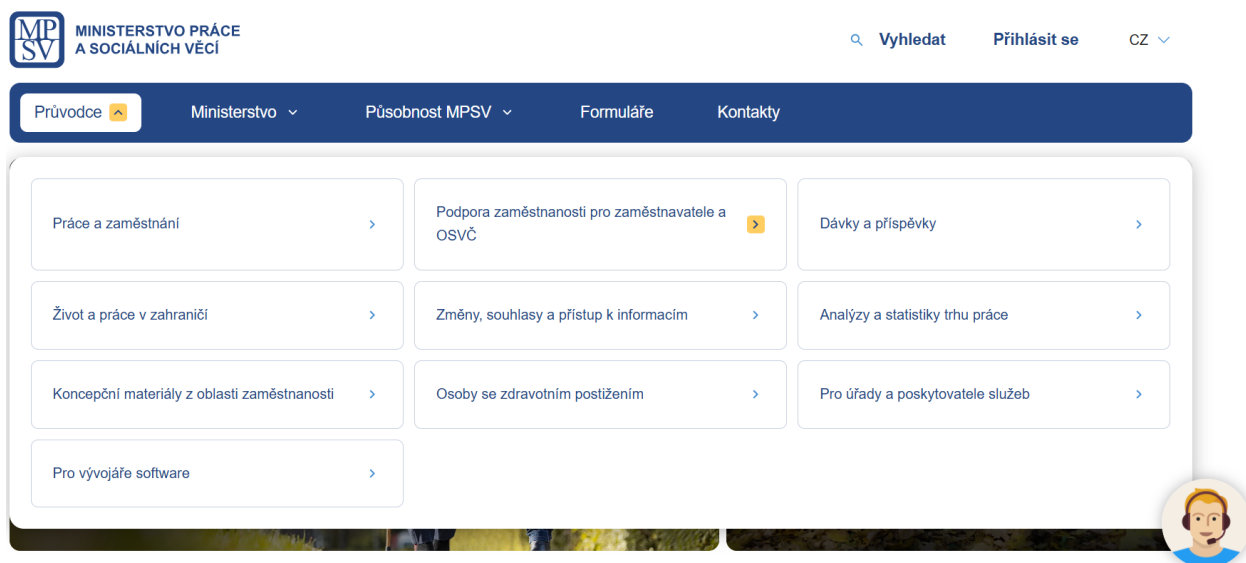 MP
SV
MINISTERSTVO PRÁCE
A SOCIÁLNÍCH VĚCÍ
Vyhledat
Přihlásit se
CZ
Průvodce
Ministerstvo
Působnost MPSV
Formuláře
Kontakty
Práce a zaměstnání
Podpora zaměstnanosti pro zaměstnavatele a
OSVČ
Dávky a příspěvky
Život a práce v zahraničí
Změny, souhlasy a přístup k informacím
Analýzy a statistiky trhu práce
Koncepční materiály z oblasti zaměstnanosti
Osoby se zdravotním postižením
Pro úřady a poskytovatele služeb
Pro vývojáře software